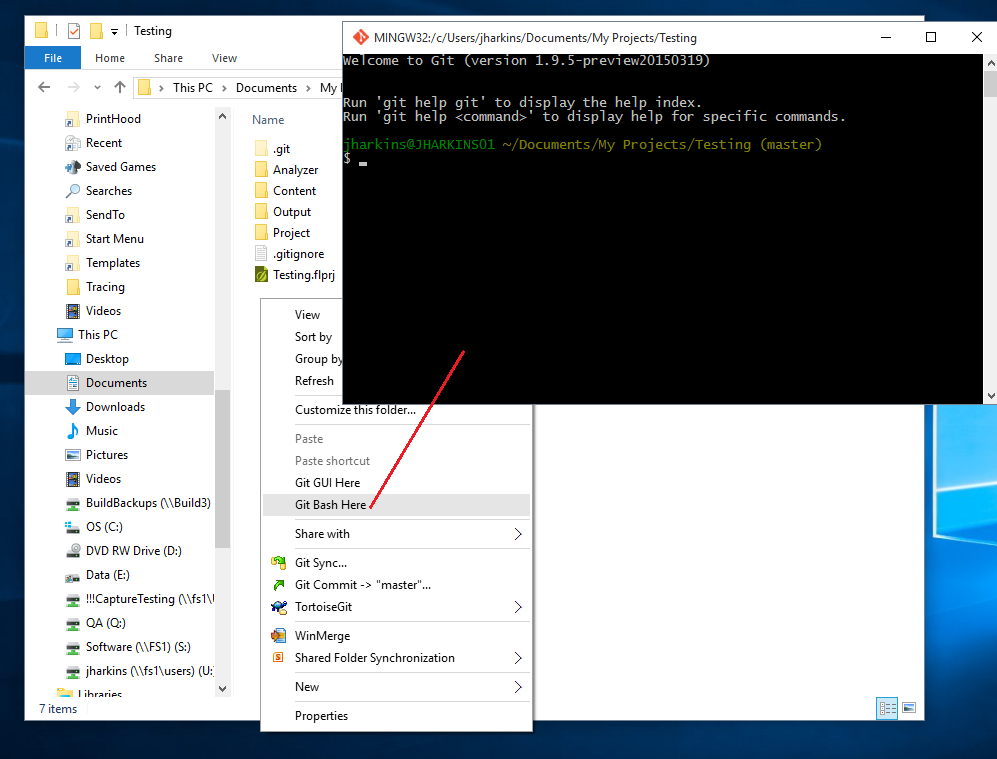 Testing
File Home Share View
This PC Documents My
PrintHood
Recent
Saved Games
Searches
SendTo
Start Menu
Templates
Tracing
Videos
This PC
Desktop
Documents
Downloads
Music
Pictures
Videos
BuildBackups (\\Build3)
OS (C:)
DVD RW Drive (D:)
Data (E:)
!!!CaptureTesting (\\fs1\U
QA (Q:)
Software (\\FS1) (S:)
jharkins (\\fs1\users) (U:)
Libraries
7 items
Name
.git
Analyzer
Content
Output
Project
.gitignore
Testing.flprj
View
Sort by
Group by
Refresh
Customize this folder...
Paste
Paste shortcut
Git GUI Here
Git Bash Here
Share with
Git Sync...
Git Commit -> "master"...
TortoiseGit
WinMerge
Shared Folder Synchronization
New
Properties
MINGW32:/c/Users/jharkins/Documents/My Projects/Testing
Welcome to Git (version 1.9.5-preview20150319)
Run 'git help git' to display the help index.
Run 'git help <command>' to display help for specific commands.
jharkins@JHARKINS01 ~/Documents/My Projects/Testing (master)
$